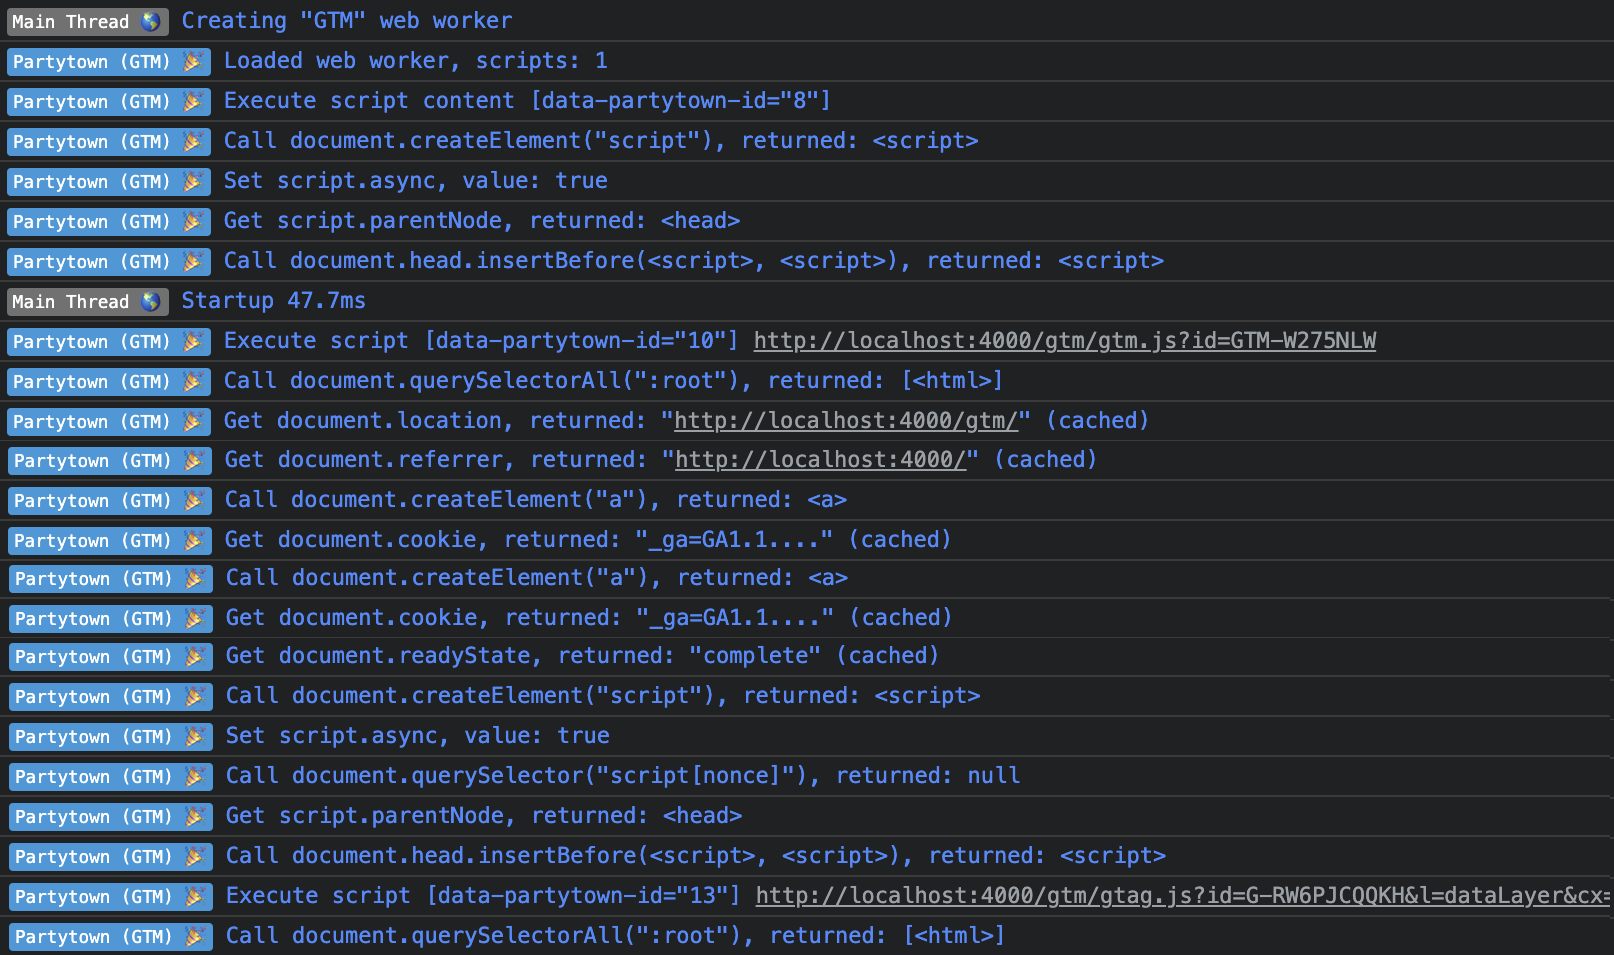 Main Thread 🌎 Creating "GTM" web worker
Partytown (GTM) 🎉 Loaded web worker, scripts: 1
Partytown (GTM) 🎉 Execute script content [data-partytown-id="8"]
Partytown (GTM) 🎉 Call document.createElement("script"), returned: <script>
Partytown (GTM) 🎉 Set script.async, value: true
Partytown (GTM) 🎉 Get script.parentNode, returned: <head>
Partytown (GTM) 🎉 Call document.head.insertBefore(<script>, <script>), returned: <script>
Main Thread 🌎 Startup 47.7ms
Partytown (GTM) 🎉 Execute script [data-partytown-id="10"] http://localhost:4000/gtm/gtm.js?id=GTM-W275NLW
Partytown (GTM) 🎉 Call document.querySelectorAll(":root"), returned: [<html>]
Partytown (GTM) 🎉 Get document.location, returned: "http://localhost:4000/gtm/" (cached)
Partytown (GTM) 🎉 Get document.referrer, returned: "http://localhost:4000/" (cached)
Partytown (GTM) 🎉 Call document.createElement("a"), returned: <a>
Partytown (GTM) 🎉 Get document.cookie, returned: "_ga=GA1.1...." (cached)
Partytown (GTM) 🎉 Call document.createElement("a"), returned: <a>
Partytown (GTM) 🎉 Get document.cookie, returned: "_ga=GA1.1...." (cached)
Partytown (GTM) 🎉 Get document.readyState, returned: "complete" (cached)
Partytown (GTM) 🎉 Call document.createElement("script"), returned: <script>
Partytown (GTM) 🎉 Set script.async, value: true
Partytown (GTM) 🎉 Call document.querySelector("script[nonce]"), returned: null
Partytown (GTM) 🎉 Get script.parentNode, returned: <head>
Partytown (GTM) 🎉 Call document.head.insertBefore(<script>, <script>), returned: <script>
Partytown (GTM) 🎉 Execute script [data-partytown-id="13"] http://localhost:4000/gtm/gtag.js?id=G-RW6PJCQQKH&l=dataLayer&cx=
Partytown (GTM) 🎉 Call document.querySelectorAll(":root"), returned: [<html>]